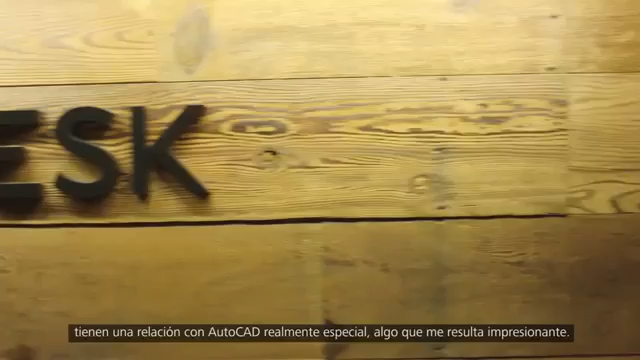 ESK
tienen una relación con AutoCAD realmente especial, algo que me resulta impresionante.